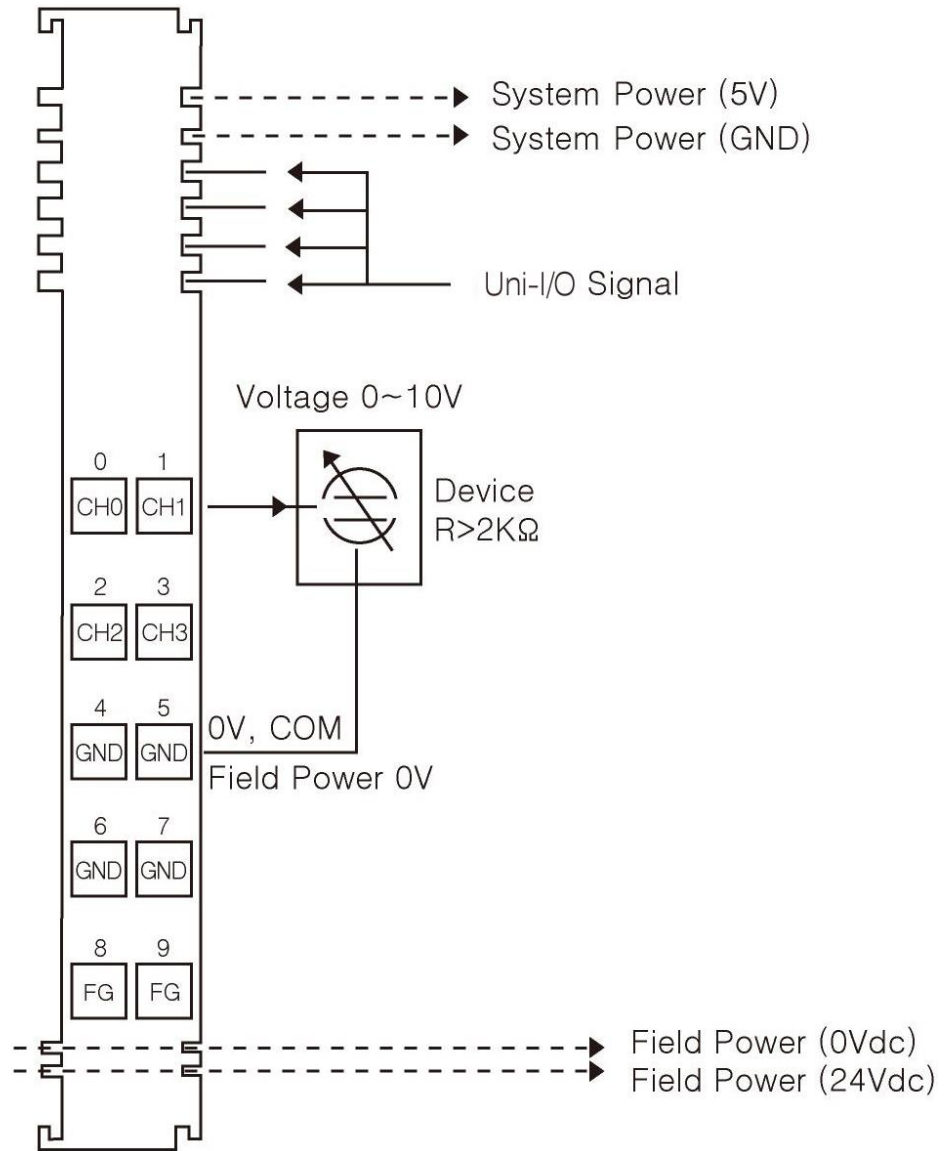 System Power (5V)
System Power (GND)
Uni-I/O Signal
Voltage 0~10V
0 1
CH0 CH1
Device
R>2KΩ
2 3
CH2 CH3
4 5
GND GND
0V, COM
Field Power 0V
6 7
GND GND
8 9
FG FG
Field Power (0Vdc)
Field Power (24Vdc)